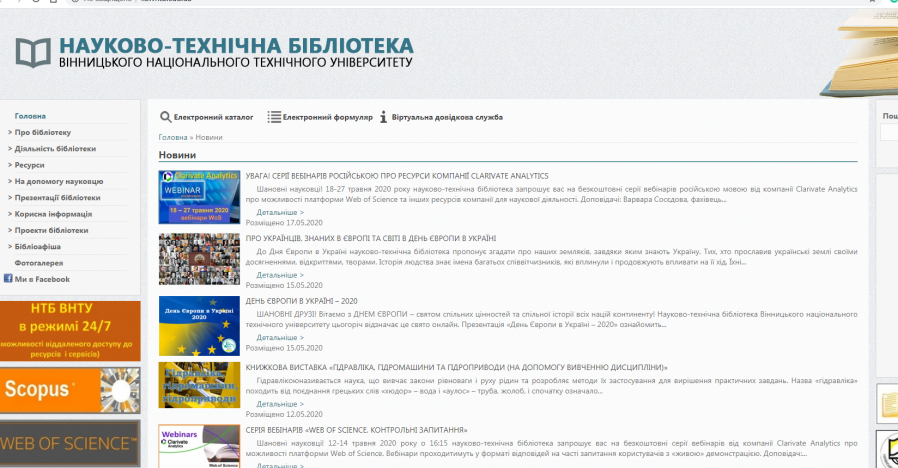 НАУКОВО-ТЕХНІЧНА БІБЛІОТЕКА
ВІННИЦЬКОГО НАЦІОНАЛЬНОГО ТЕХНІЧНОГО УНІВЕРСИТЕТУ
Головна
> Про бібліотеку
> Діяльність бібліотеки
> Ресурси
> На допомогу науковцю
> Презентації бібліотеки
> Корисна інформація
> Проекти бібліотеки
> Бібліоафіша
Фотогалерея
Ми в Facebook
НТБ ВНТУ
в режимі 24/7
можливості віддаленого доступу до
ресурсів і сервісів)
Scopus
WEB OF SCIENCE™
Електронний каталог
Електронний формуляр
Віртуальна довідкова служба
Головна » Новини
Новини
Clarivate Analytics
WEBINAR
18 – 27 травня 2020
вебінари WoS
УВАГА! СЕРІЇ ВЕБІНАРІВ РОСІЙСЬКОЮ ПРО РЕСУРСИ КОМПАНІЇ CLARIVATE ANALYTICS
Шановні науковці! 18-27 травня 2020 року науково-технічна бібліотека запрошує вас на безкоштовні серії вебінарів російською мовою від компанії Clarivate Analytics
про можливості платформи Web of Science та інших ресурсів компанії для наукової діяльності. Доповідачі: Варвара Соседова, фахівець...
Детальніше >
Розміщено 17.05.2020
ПРО УКРАЇНЦІВ, ЗНАНИХ В ЄВРОПІ ТА СВІТІ В ДЕНЬ ЄВРОПИ В УКРАЇНІ
До Дня Європи в Україні науково-технічна бібліотека пропонує згадати про наших земляків, завдяки яким знають Україну. Тих, хто прославив українські землі своїми
досягненнями, відкриттями, творами. Історія людства знає імена багатьох співвітчизників, які вплинули і продовжують впливати на її хід. Їхні...
Детальніше >
Розміщено 15.05.2020
День Європи в Україні
2020
ДЕНЬ ЄВРОПИ В УКРАЇНІ – 2020
ШАНОВНІ ДРУЗІ! Вітаємо з ДНЕМ ЄВРОПИ – святом спільних цінностей та спільної історії всіх націй континенту! Науково-технічна бібліотека Вінницького національного
технічного університету цьогоріч відзначає це свято онлайн. Презентація «День Європи в Україні – 2020» ознайомить...
Детальніше >
Розміщено 15.05.2020
Гідравліка,
гідромашини,
гідроприводи
КНИЖКОВА ВИСТАВКА «ГІДРАВЛІКА, ГІДРОМАШИНИ ТА ГІДРОПРИВОДИ (НА ДОПОМОГУ ВИВЧЕННЮ ДИСЦИПЛІНИ)»
Гідравлікоюназивається наука, що вивчає закони рівноваги і руху рідин та розробляє методи їх застосування для вирішення практичних завдань. Назва «гідравліка»
походить від поєднання грецьких слів «хюдор» – вода і «аулос» – труба, жолоб, і спочатку означало...
Детальніше >
Розміщено 12.05.2020
Webinars
Clarivate
Analytics
Web of Science
СЕРІЯ ВЕБІНАРІВ «WEB OF SCIENCE. КОНТРОЛЬНІ ЗАПИТАННЯ»
Шановні науковці! 12-14 травня 2020 року о 16:15 науково-технічна бібліотека запрошує вас на безкоштовні серії вебінарів від компанії Clarivate Analytics про
можливості платформи Web of Science. Вебінари проходитимуть у форматі відповідей на часті запитання користувачів з «живою» демонстрацією. Доповідачі:...
Детальніше >